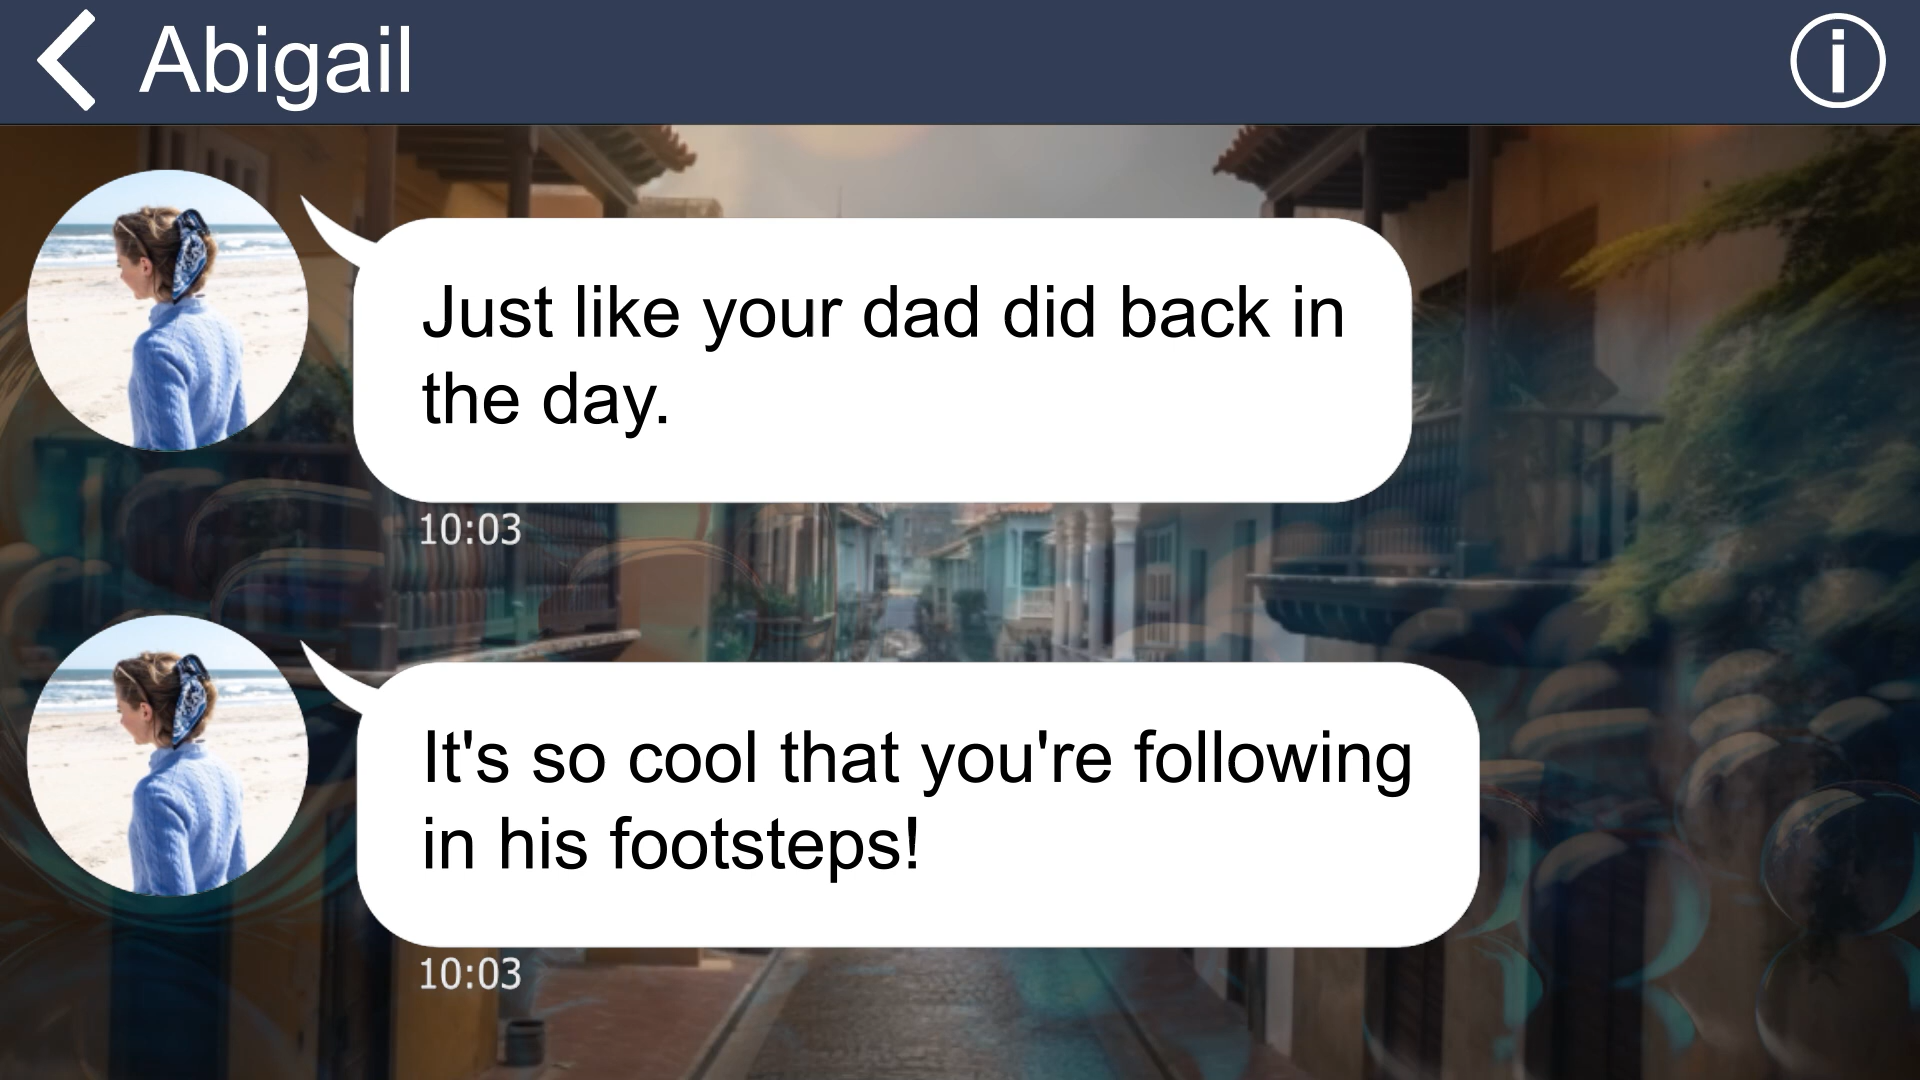 Abigail
Just like your dad did back in
the day.
10:03
It's so cool that you're following
in his footsteps!
10:03